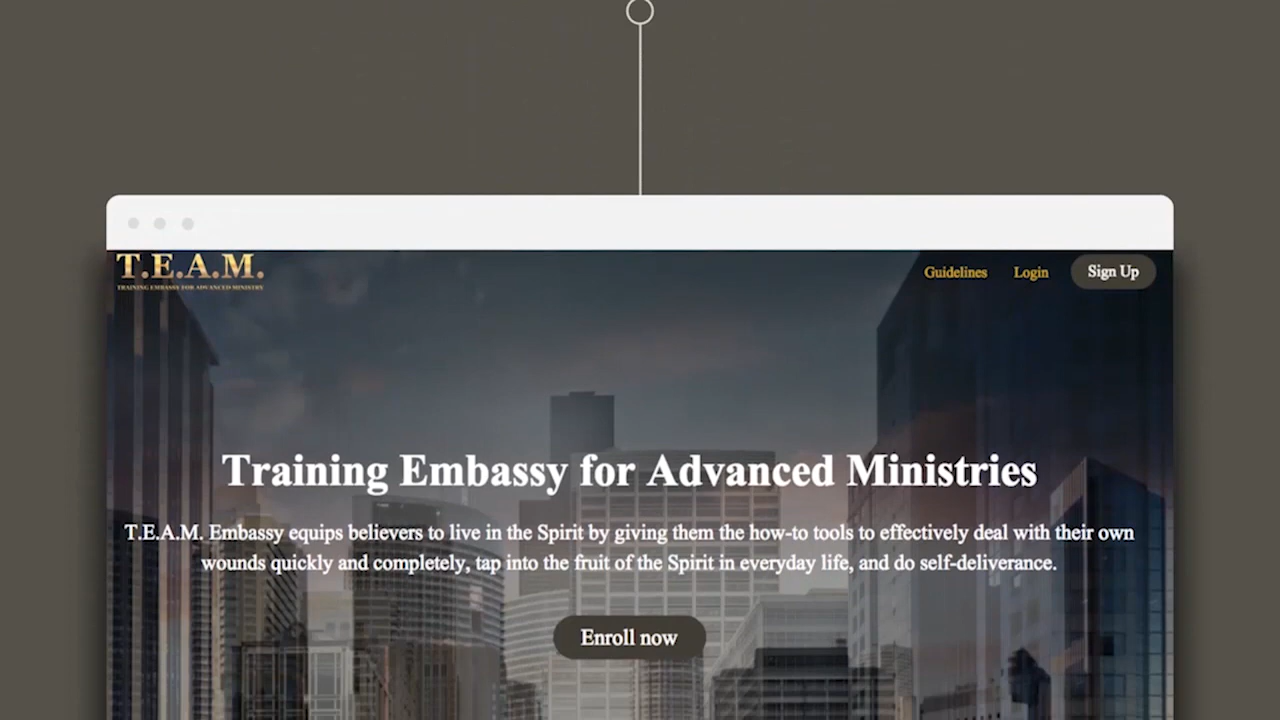 T.E.A.M.
TRAINING EMBASSY FOR ADVANCED MINISTRY
Guidelines
Login
Sign Up
Training Embassy for Advanced Ministries
T.E.A.M. Embassy equips believers to live in the Spirit by giving them the how-to tools to effectively deal with their own
wounds quickly and completely, tap into the fruit of the Spirit in everyday life, and do self-deliverance.
Enroll now